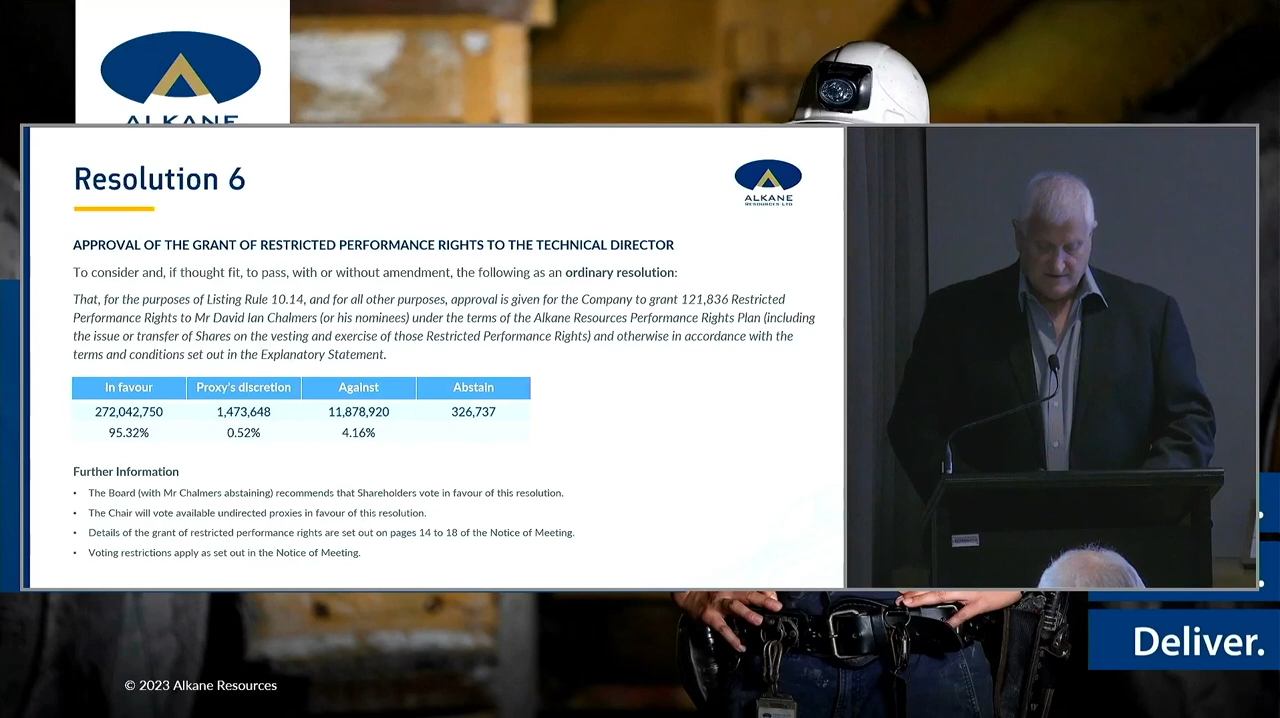 ALKANE
Resolution 6
ALKANE
RESOURCES LTD
APPROVAL OF THE GRANT OF RESTRICTED PERFORMANCE RIGHTS TO THE TECHNICAL DIRECTOR
To consider and, if thought fit, to pass, with or without amendment, the following as an ordinary resolution:
That, for the purposes of Listing Rule 10.14, and for all other purposes, approval is given for the Company to grant 121,836 Restricted
Performance Rights to Mr David Ian Chalmers (or his nominees) under the terms of the Alkane Resources Performance Rights Plan (including
the issue or transfer of Shares on the vesting and exercise of those Restricted Performance Rights) and otherwise in accordance with the
terms and conditions set out in the Explanatory Statement.
In favour Proxy's discretion Against Abstain
272,042,750 1,473,648 11,878,920 326,737
95.32% 0.52% 4.16%
Further Information
• The Board (with Mr Chalmers abstaining) recommends that Shareholders vote in favour of this resolution.
• The Chair will vote available undirected proxies in favour of this resolution.
• Details of the grant of restricted performance rights are set out on pages 14 to 18 of the Notice of Meeting.
• Voting restrictions apply as set out in the Notice of Meeting.
Deliver.
© 2023 Alkane Resources